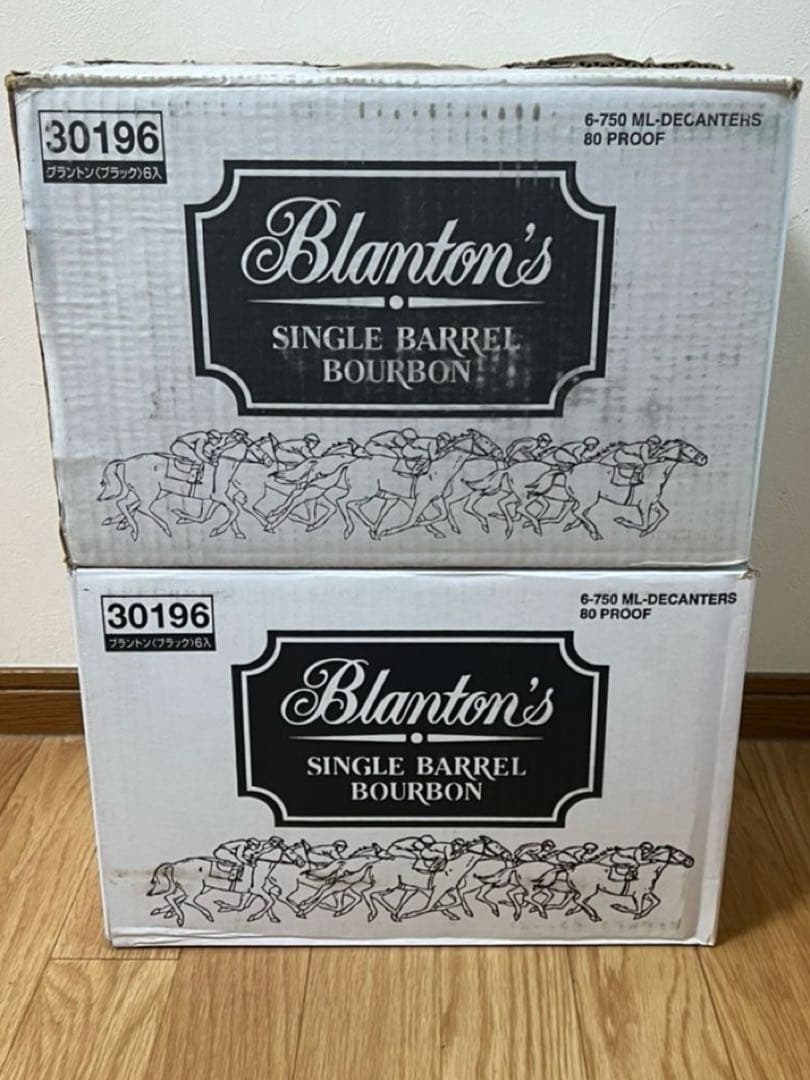 30196
ブラントン〈ブラック〉6入
6-750 ML-DECANTERS
80 PROOF
Blanton's
SINGLE BARREL
BOURBON
30196
ブラントン〈ブラック〉6入
6-750 ML-DECANTERS
80 PROOF
Blanton's
SINGLE BARREL
BOURBON